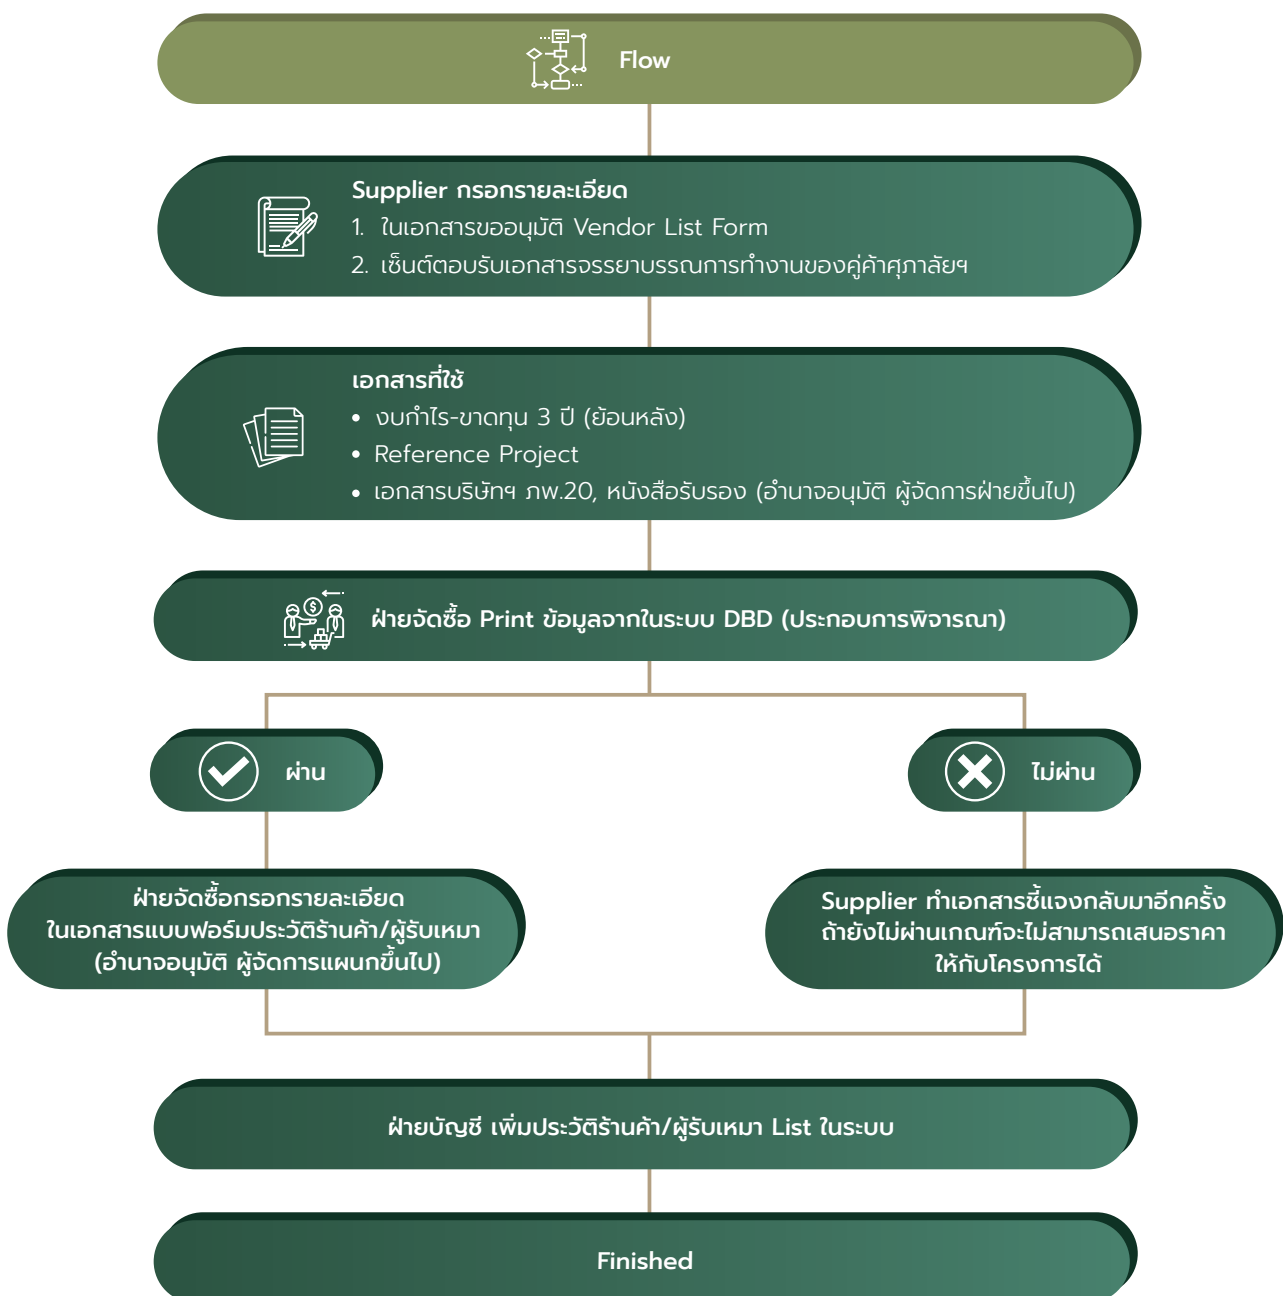 Flow
Supplier กรอกรายละเอียด
1. ในเอกสารขออนุมัติ Vendor List Form
2. เซ็นต์ตอบรับเอกสารจรรยาบรรณการทำงานของคู่ค้าศุภาลัยฯ
เอกสารที่ใช้
• งบกำไร-ขาดทุน 3 ปี (ย้อนหลัง)
• Reference Project
• เอกสารบริษัทฯ ภพ.20, หนังสือรับรอง (อำนาจอนุมัติ ผู้จัดการฝ่ายขึ้นไป)
ฝ่ายจัดซื้อ Print ข้อมูลจากในระบบ DBD (ประกอบการพิจารณา)
ผ่าน
ไม่ผ่าน
ฝ่ายจัดซื้อกรอกรายละเอียด
ในเอกสารแบบฟอร์มประวัติร้านค้า/ผู้รับเหมา
(อำนาจอนุมัติ ผู้จัดการแผนกขึ้นไป)
Supplier ทำเอกสารชี้แจงกลับมาอีกครั้ง
ถ้ายังไม่ผ่านเกณฑ์จะไม่สามารถเสนอราคา
ให้กับโครงการได้
ฝ่ายบัญชี เพิ่มประวัติร้านค้า/ผู้รับเหมา List ในระบบ
Finished